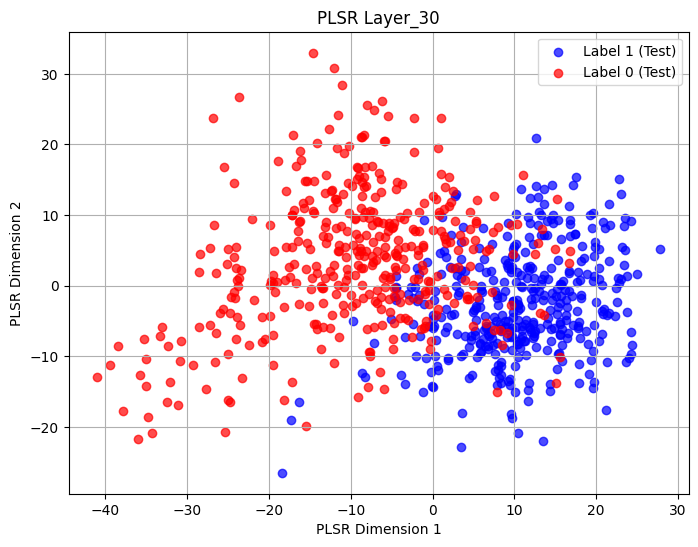 PLSR Layer_30
Label 1 (Test)
Label 0 (Test)
PLSR Dimension 2
30
20
10
0
−10
−20
−40 −30 −20 −10 0 10 20 30
PLSR Dimension 1